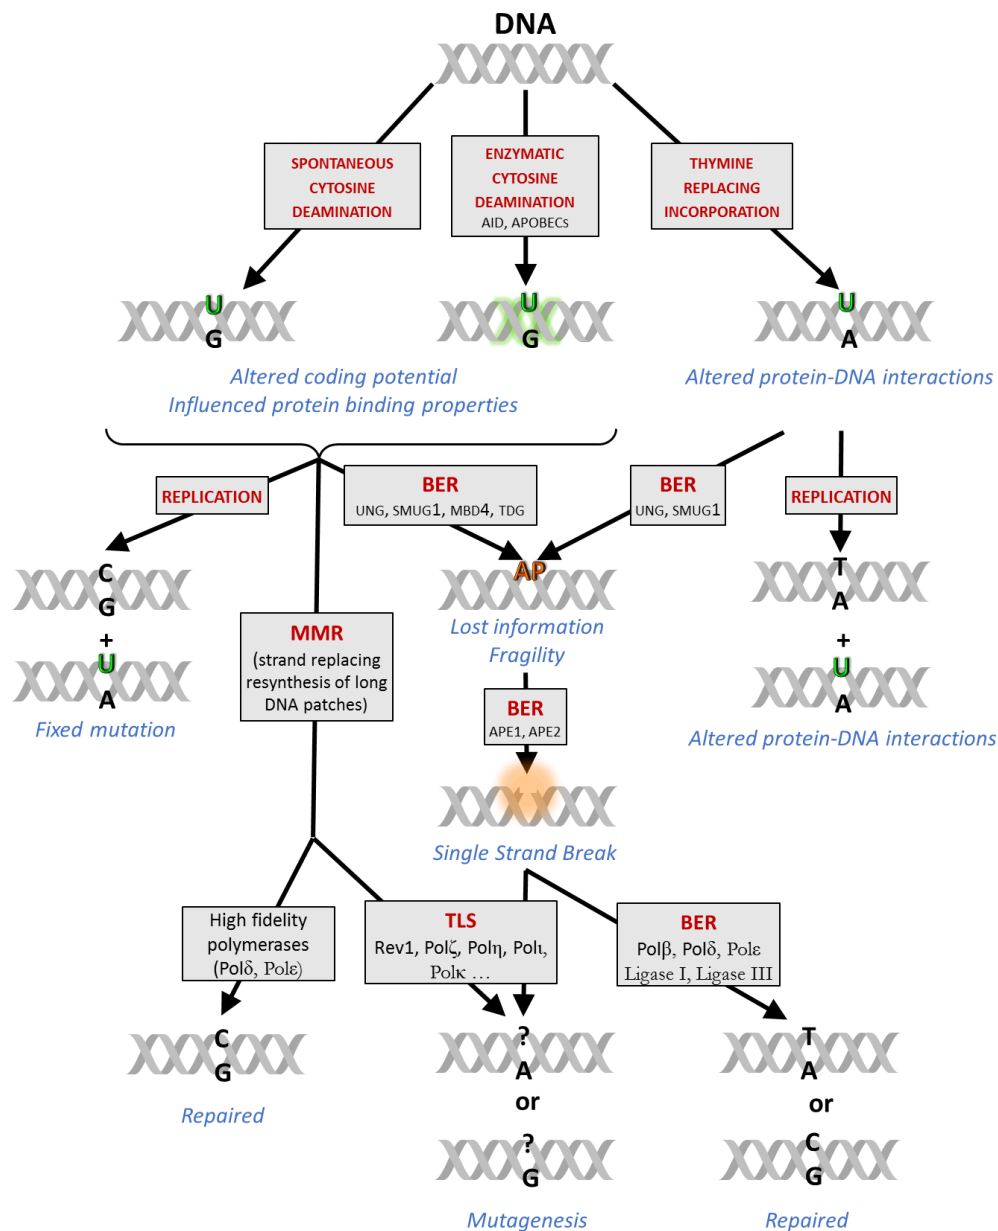 DNA
SPONTANEOUS
CYTOSINE
DEAMINATION
ENZYMATIC
CYTOSINE
DEAMINATION
AID, APOBECs
THYMINE
REPLACING
INCORPORATION
U
G
U
G
U
A
Altered coding potential
Influenced protein binding properties
Altered protein-DNA interactions
REPLICATION
BER
UNG, SMUG1, MBD4, TDG
BER
UNG, SMUG1
REPLICATION
C
G
+
U
A
Fixed mutation
MMR
(strand replacing
resynthesis of long
DNA patches)
AP
Lost information
Fragility
T
A
+
U
A
Altered protein-DNA interactions
BER
APE1, APE2
Single Strand Break
High fidelity
polymerases
(Polδ, Polε)
TLS
Rev1, Polζ, Polη, Polι,
Polκ ...
BER
Polβ, Polδ, Polε
Ligase I, Ligase III
C
G
Repaired
?
A
or
?
G
Mutagenesis
T
A
or
C
G
Repaired